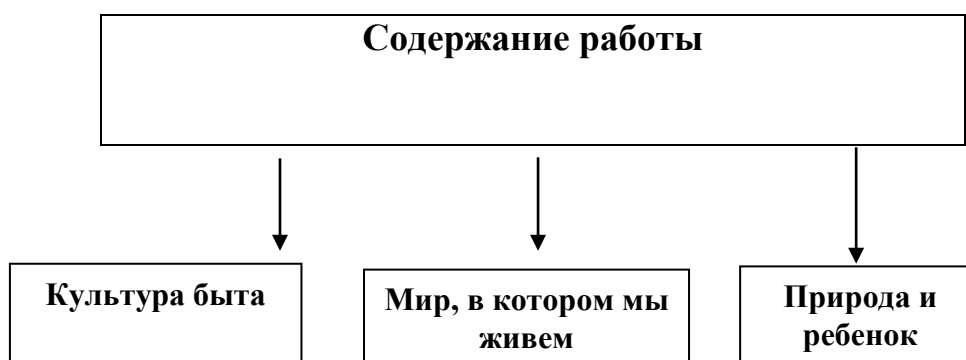 Содержание работы
Культура быта
Мир, в котором мы
живем
Природа и
ребенок